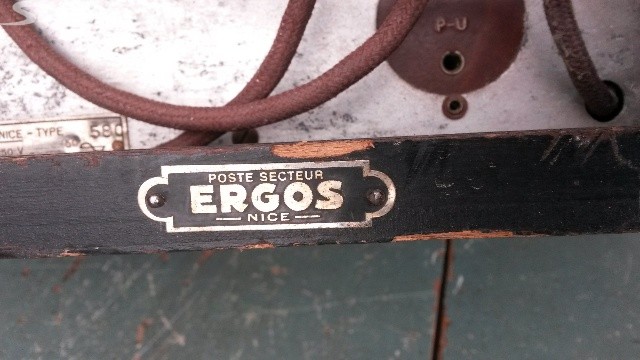 P-U
NICE - TYPE 580
V
POSTE SECTEUR
ERGOS
NICE